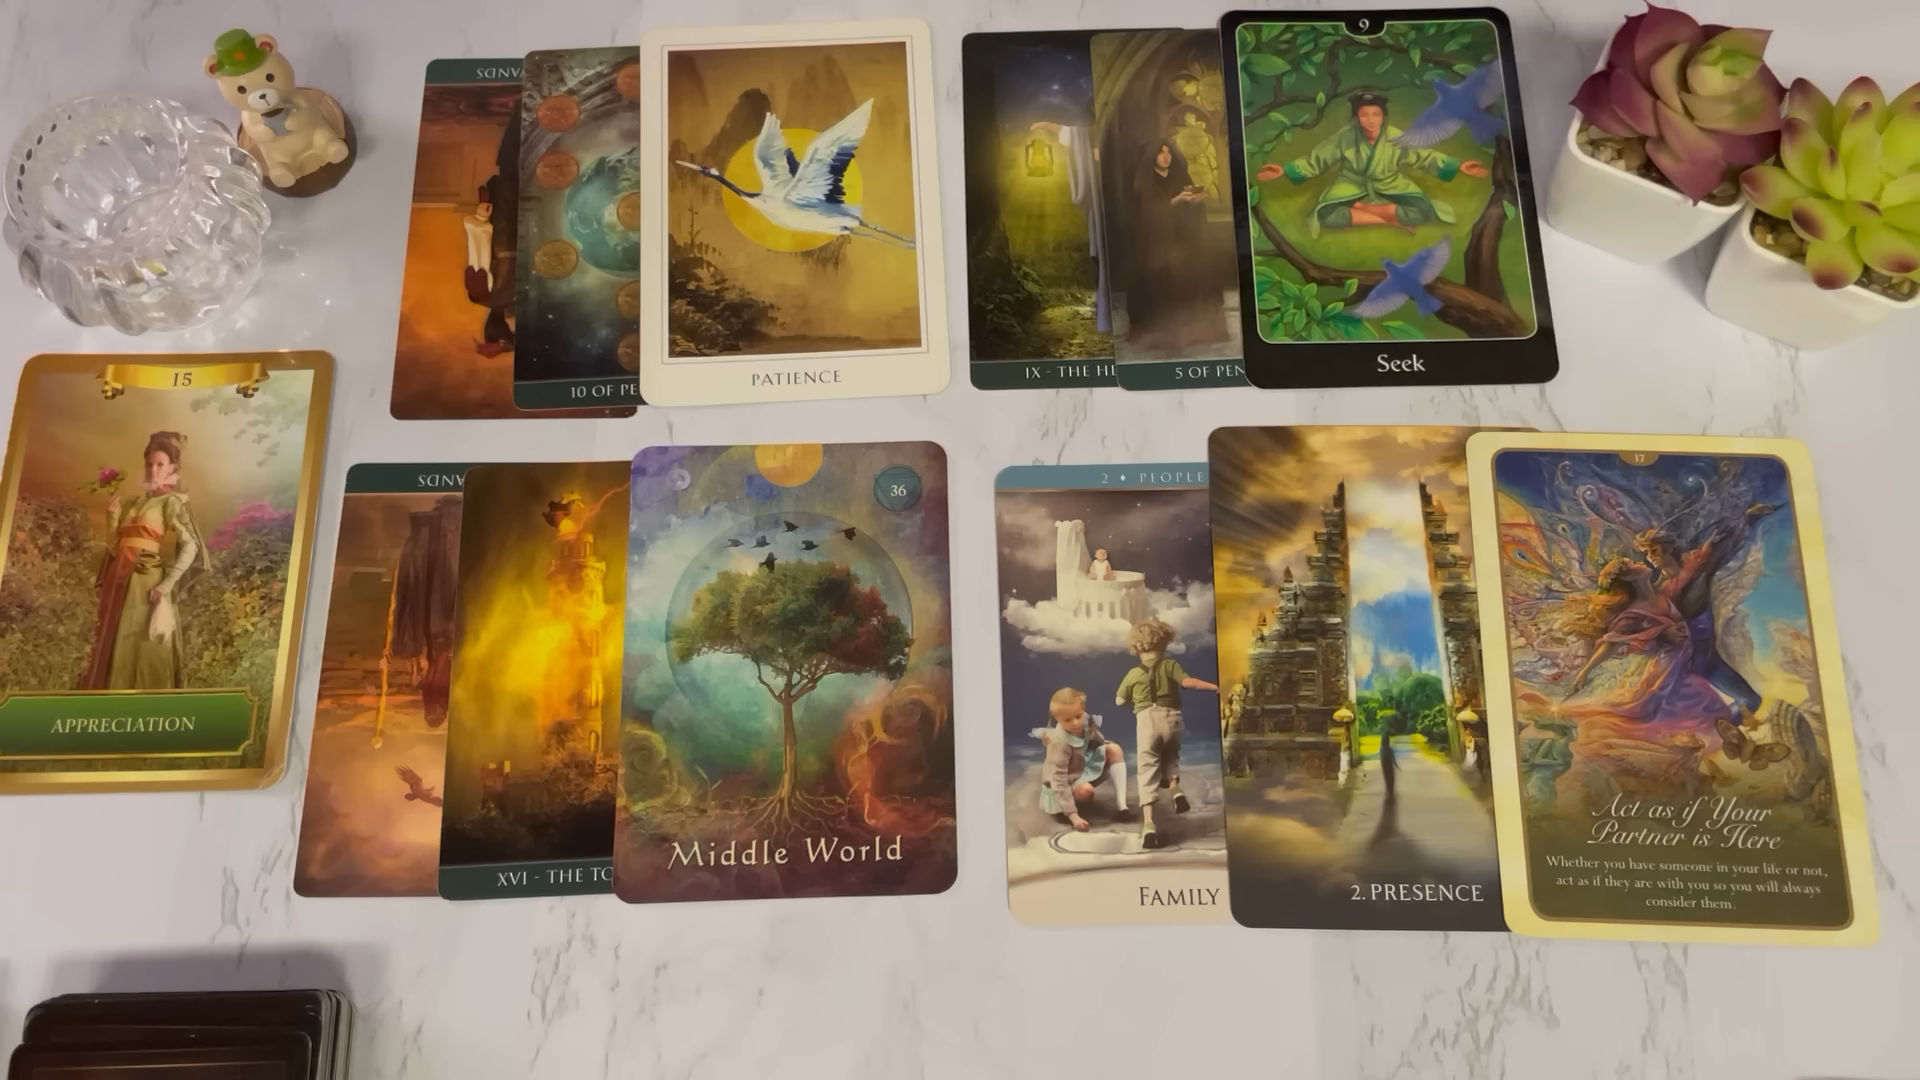 10 OF PE
PATIENCE
IX - THE HE
5 OF PEN
9
Seek
15
APPRECIATION
XVI - THE TO
36
Middle World
2 ♦ PEOPLE
FAMILY
2. PRESENCE
17
Act as if Your
Partner is Here
Whether you have someone in your life or not,
act as if they are with you so you will always
consider them.